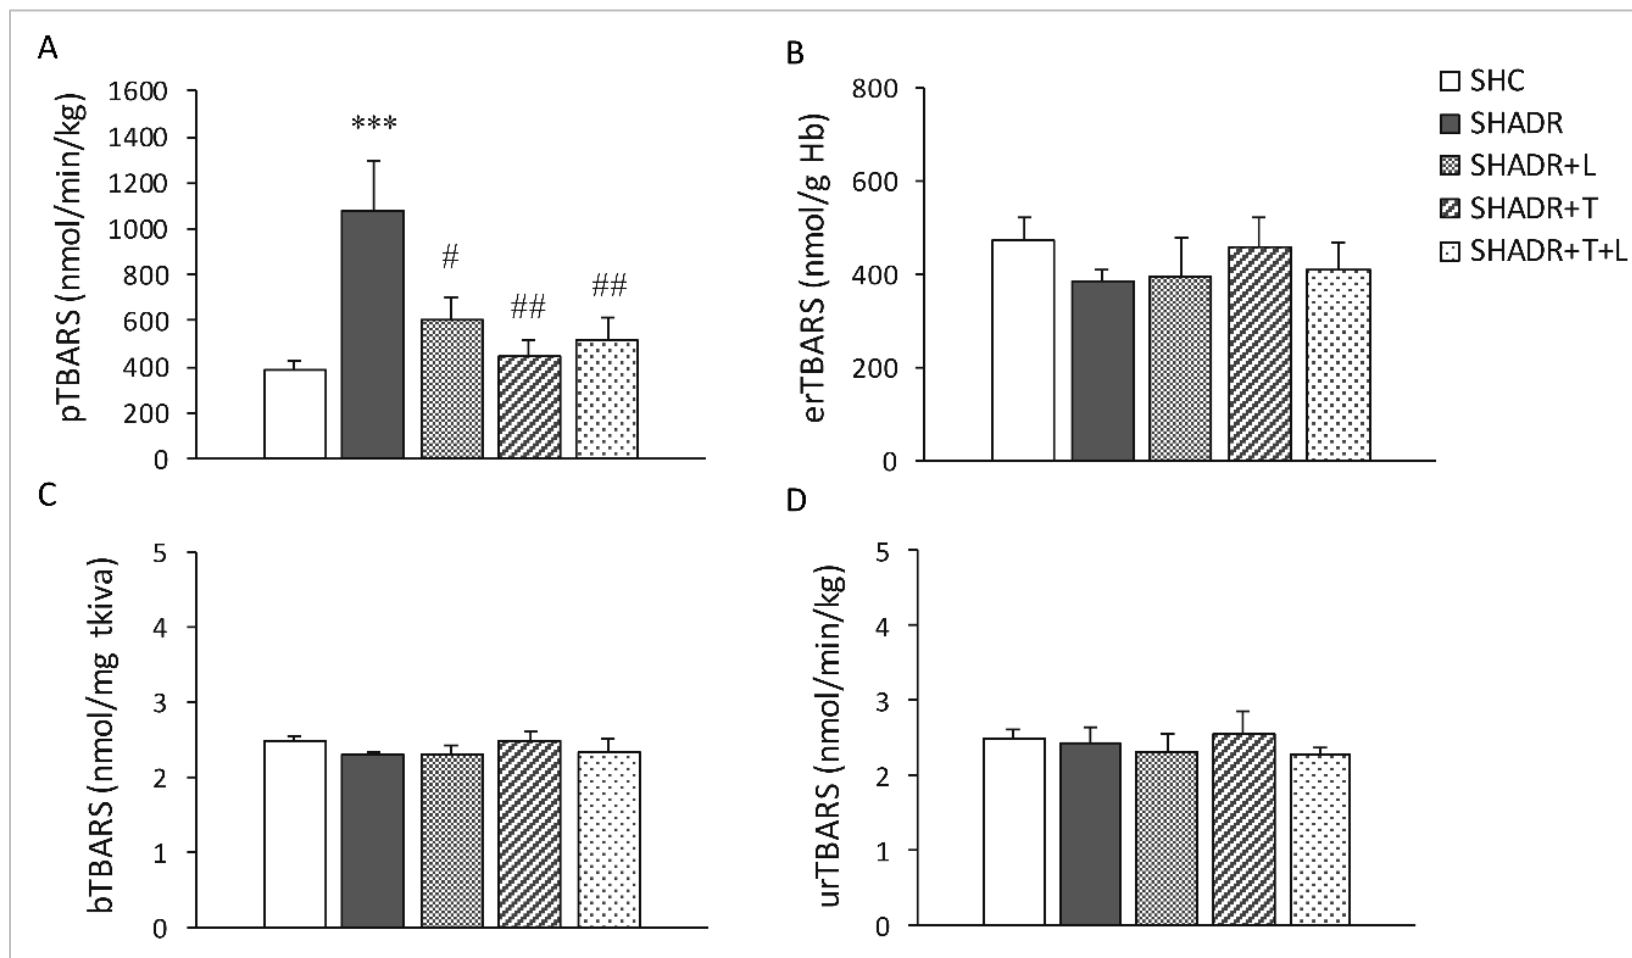 A
pTBARS (nmol/min/kg)
1600
1400
1200
1000
800
600
400
200
0
***
#
##
##
B
erTBARS (nmol/g Hb)
800
600
400
200
0
SHC
SHADR
SHADR+L
SHADR+T
SHADR+T+L
C
bTBARS (nmol/mg tkiva)
5
4
3
2
1
0
D
urTBARS (nmol/min/kg)
5
4
3
2
1
0